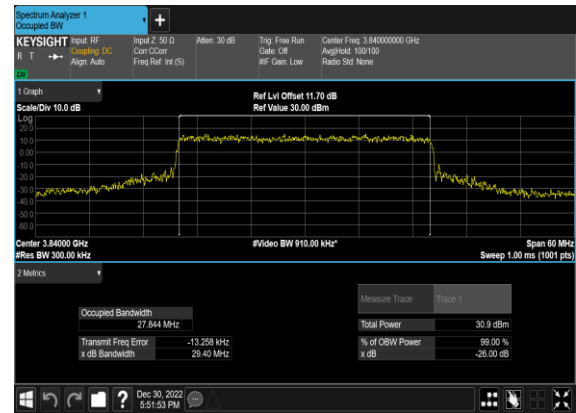 Spectrum Analyzer 1
Occupied BW
+
KEYSIGHT Input: RF Input Z: 50 Ω Atten: 30 dB Trig: Free Run Center Freq: 3.840000000 GHz
R T Coupling: DC Corr CCorr Gate: Off Avg|Hold: 100/100
Align: Auto Freq Ref: Int (S) #IF Gain: Low Radio Std: None
1 Graph
Ref Lvl Offset 11.70 dB
Scale/Div 10.0 dB Ref Value 30.00 dBm
Log
20.0
10.0
0.00
-10.0
-20.0
-30.0
-40.0
-50.0
-60.0
Center 3.84000 GHz #Video BW 910.00 kHz* Span 60 MHz
#Res BW 300.00 kHz Sweep 1.00 ms (1001 pts)
2 Metrics
Measure Trace Trace 1
Occupied Bandwidth
27.844 MHz Total Power 30.9 dBm
Transmit Freq Error -13.258 kHz % of OBW Power 99.00 %
x dB Bandwidth 29.40 MHz x dB -26.00 dB
? Dec 30, 2022
5:51:53 PM